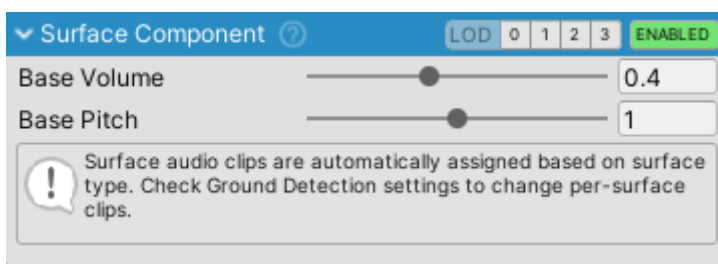 Surface Component ? LOD 0 1 2 3 ENABLED
Base Volume 0.4
Base Pitch 1
! Surface audio clips are automatically assigned based on surface
type. Check Ground Detection settings to change per-surface
clips.